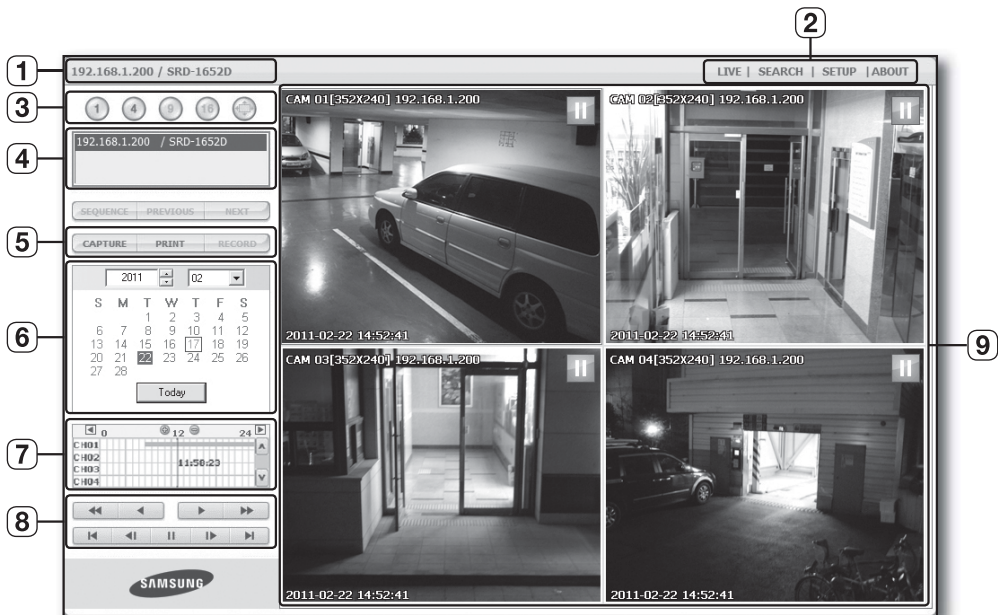 2
1
192.168.1.200 / SRD-1652D
LIVE | SEARCH | SETUP | ABOUT
3
1 4 9 16
4
192.168.1.200 / SRD-1652D
SEQUENCE PREVIOUS NEXT
5
CAPTURE PRINT RECORD
6
2011 02
S M T W T F S
1 2 3 4 5
6 7 8 9 10 11 12
13 14 15 16 17 18 19
20 21 22 23 24 25 26
27 28
Today
7
0 12 24
CH01
CH02
11:50:23
CH03
CH04
8
SAMSUNG
CAM 01[352X240] 192.168.1.200
2011-02-22 14:52:41
CAM 02[352X240] 192.168.1.200
2011-02-22 14:52:41
CAM 03[352X240] 192.168.1.200
2011-02-22 14:52:41
CAM 04[352X240] 192.168.1.200
2011-02-22 14:52:41
9